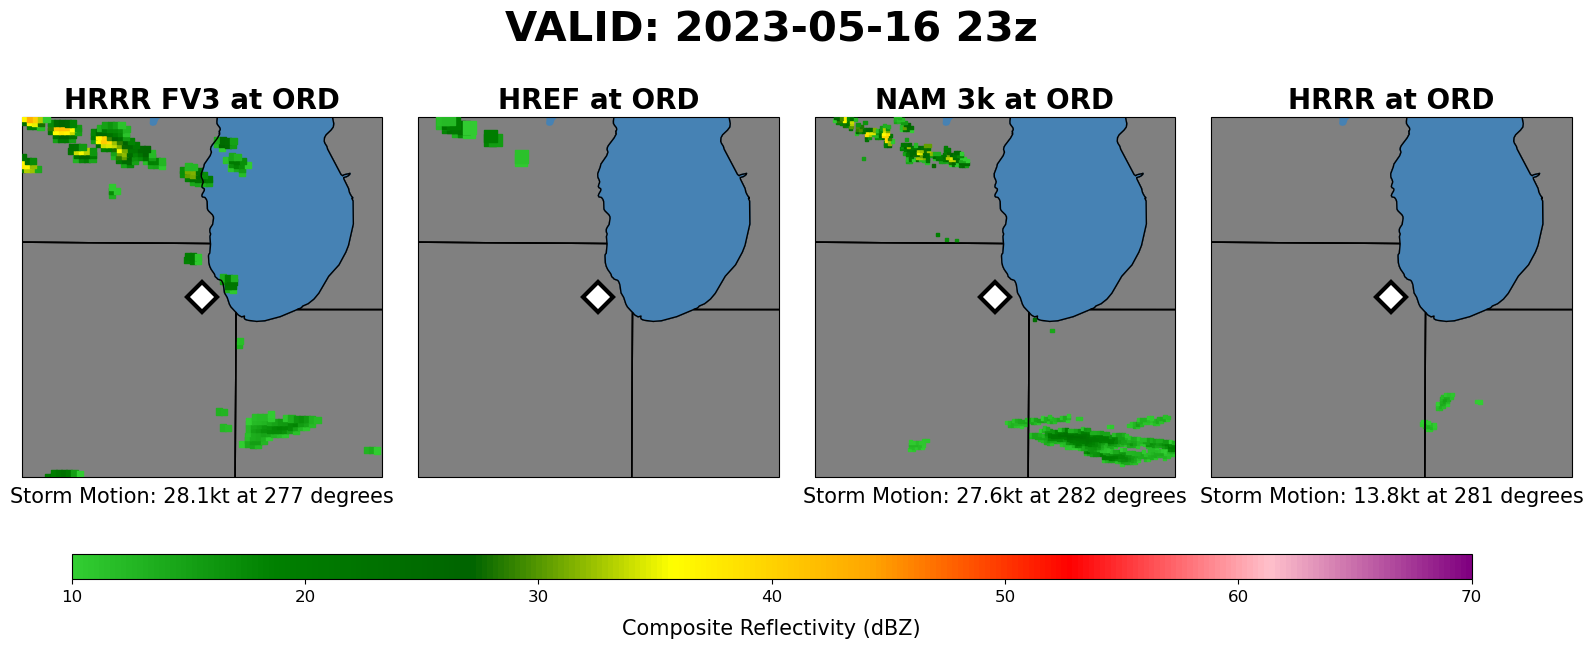 VALID: 2023-05-16 23z
HRRR FV3 at ORD
HREF at ORD
NAM 3k at ORD
HRRR at ORD
Storm Motion: 28.1kt at 277 degrees
Storm Motion: 27.6kt at 282 degrees
Storm Motion: 13.8kt at 281 degrees
10 20 30 40 50 60 70
Composite Reflectivity (dBZ)